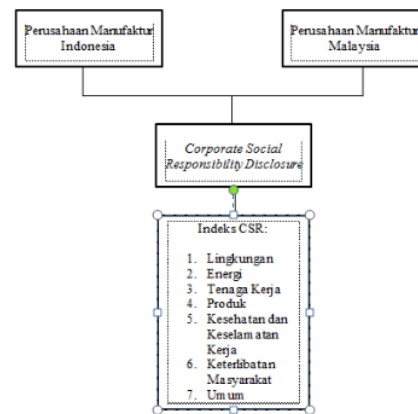 Perusahaan Manufaktur
Indonesia
Perusahaan Manufaktur
Malaysia
Corporate Social
Responsibility Disclosure
Indeks CSR:
1. Lingkungan
2. Energi
3. Tenaga Kerja
4. Produk
5. Kesehatan dan
Keselamatan
Kerja
6. Keterlibatan
Masyarakat
7. Umum